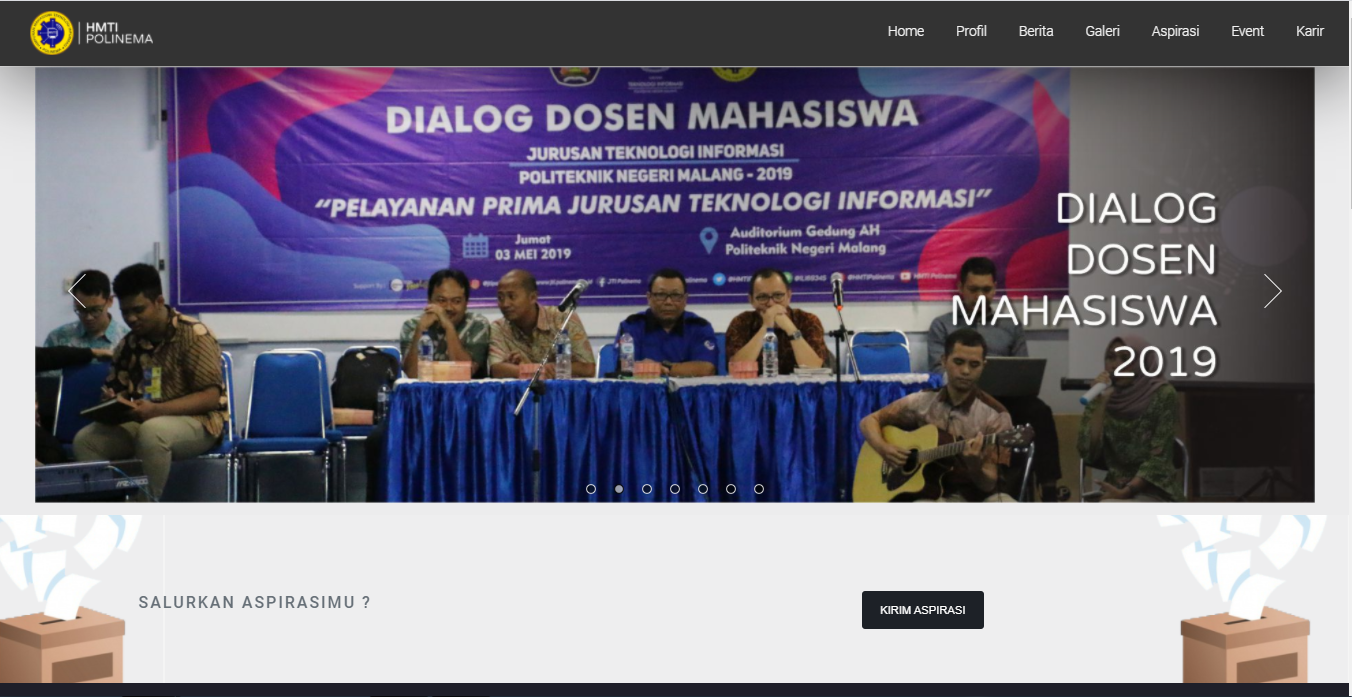 HMTI
POLINEMA
Home Profil Berita Galeri Aspirasi Event Karir
DIALOG DOSEN MAHASISWA
JURUSAN TEKNOLOGI INFORMASI
POLITEKNIK NEGERI MALANG - 2019
“PELAYANAN PRIMA JURUSAN TEKNOLOGI INFORMASI”
Jumat
03 MEI 2019
Auditorium Gedung AH
Politeknik Negeri Malang
DIALOG
DOSEN
MAHASISWA
2019
SALURKAN ASPIRASIMU ?
KIRIM ASPIRASI